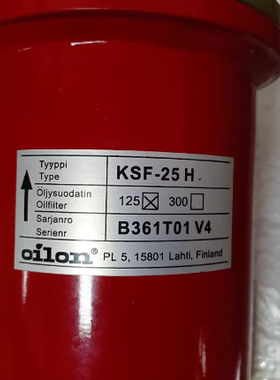 Tyyppi
Type
KSF-25 H
Öljysuodatin
Oilfilter
125 ☒ 300 ☐
Sarjanro
Serienr
B361T01 V4
oilon® PL 5, 15801 Lahti, Finland